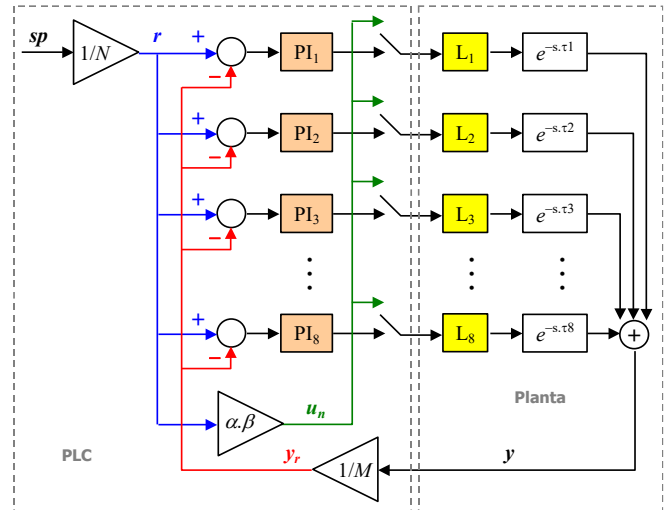 sp 1/N r + − PI₁ L₁ e^{−s.τ1}
+ − PI₂ L₂ e^{−s.τ2}
+ − PI₃ L₃ e^{−s.τ3}
+ − PI₈ L₈ e^{−s.τ8} +
α.β uₙ Planta
PLC yᵣ 1/M y